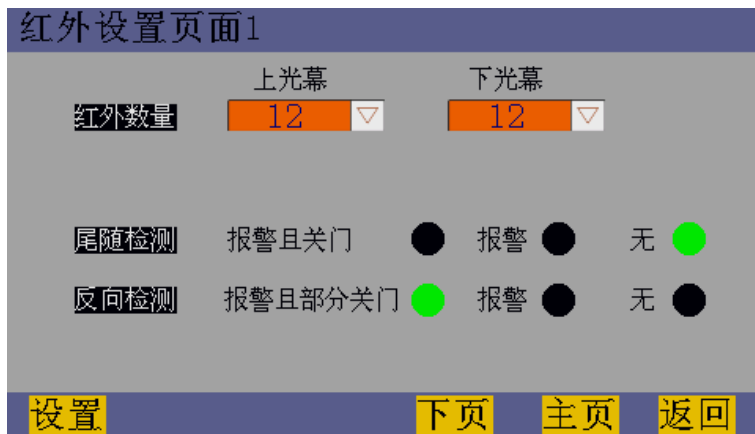 红外设置页面1
上光幕 下光幕
红外数量 12 12
尾随检测 报警且关门 报警 无
反向检测 报警且部分关门 报警 无
设置 下页 主页 返回